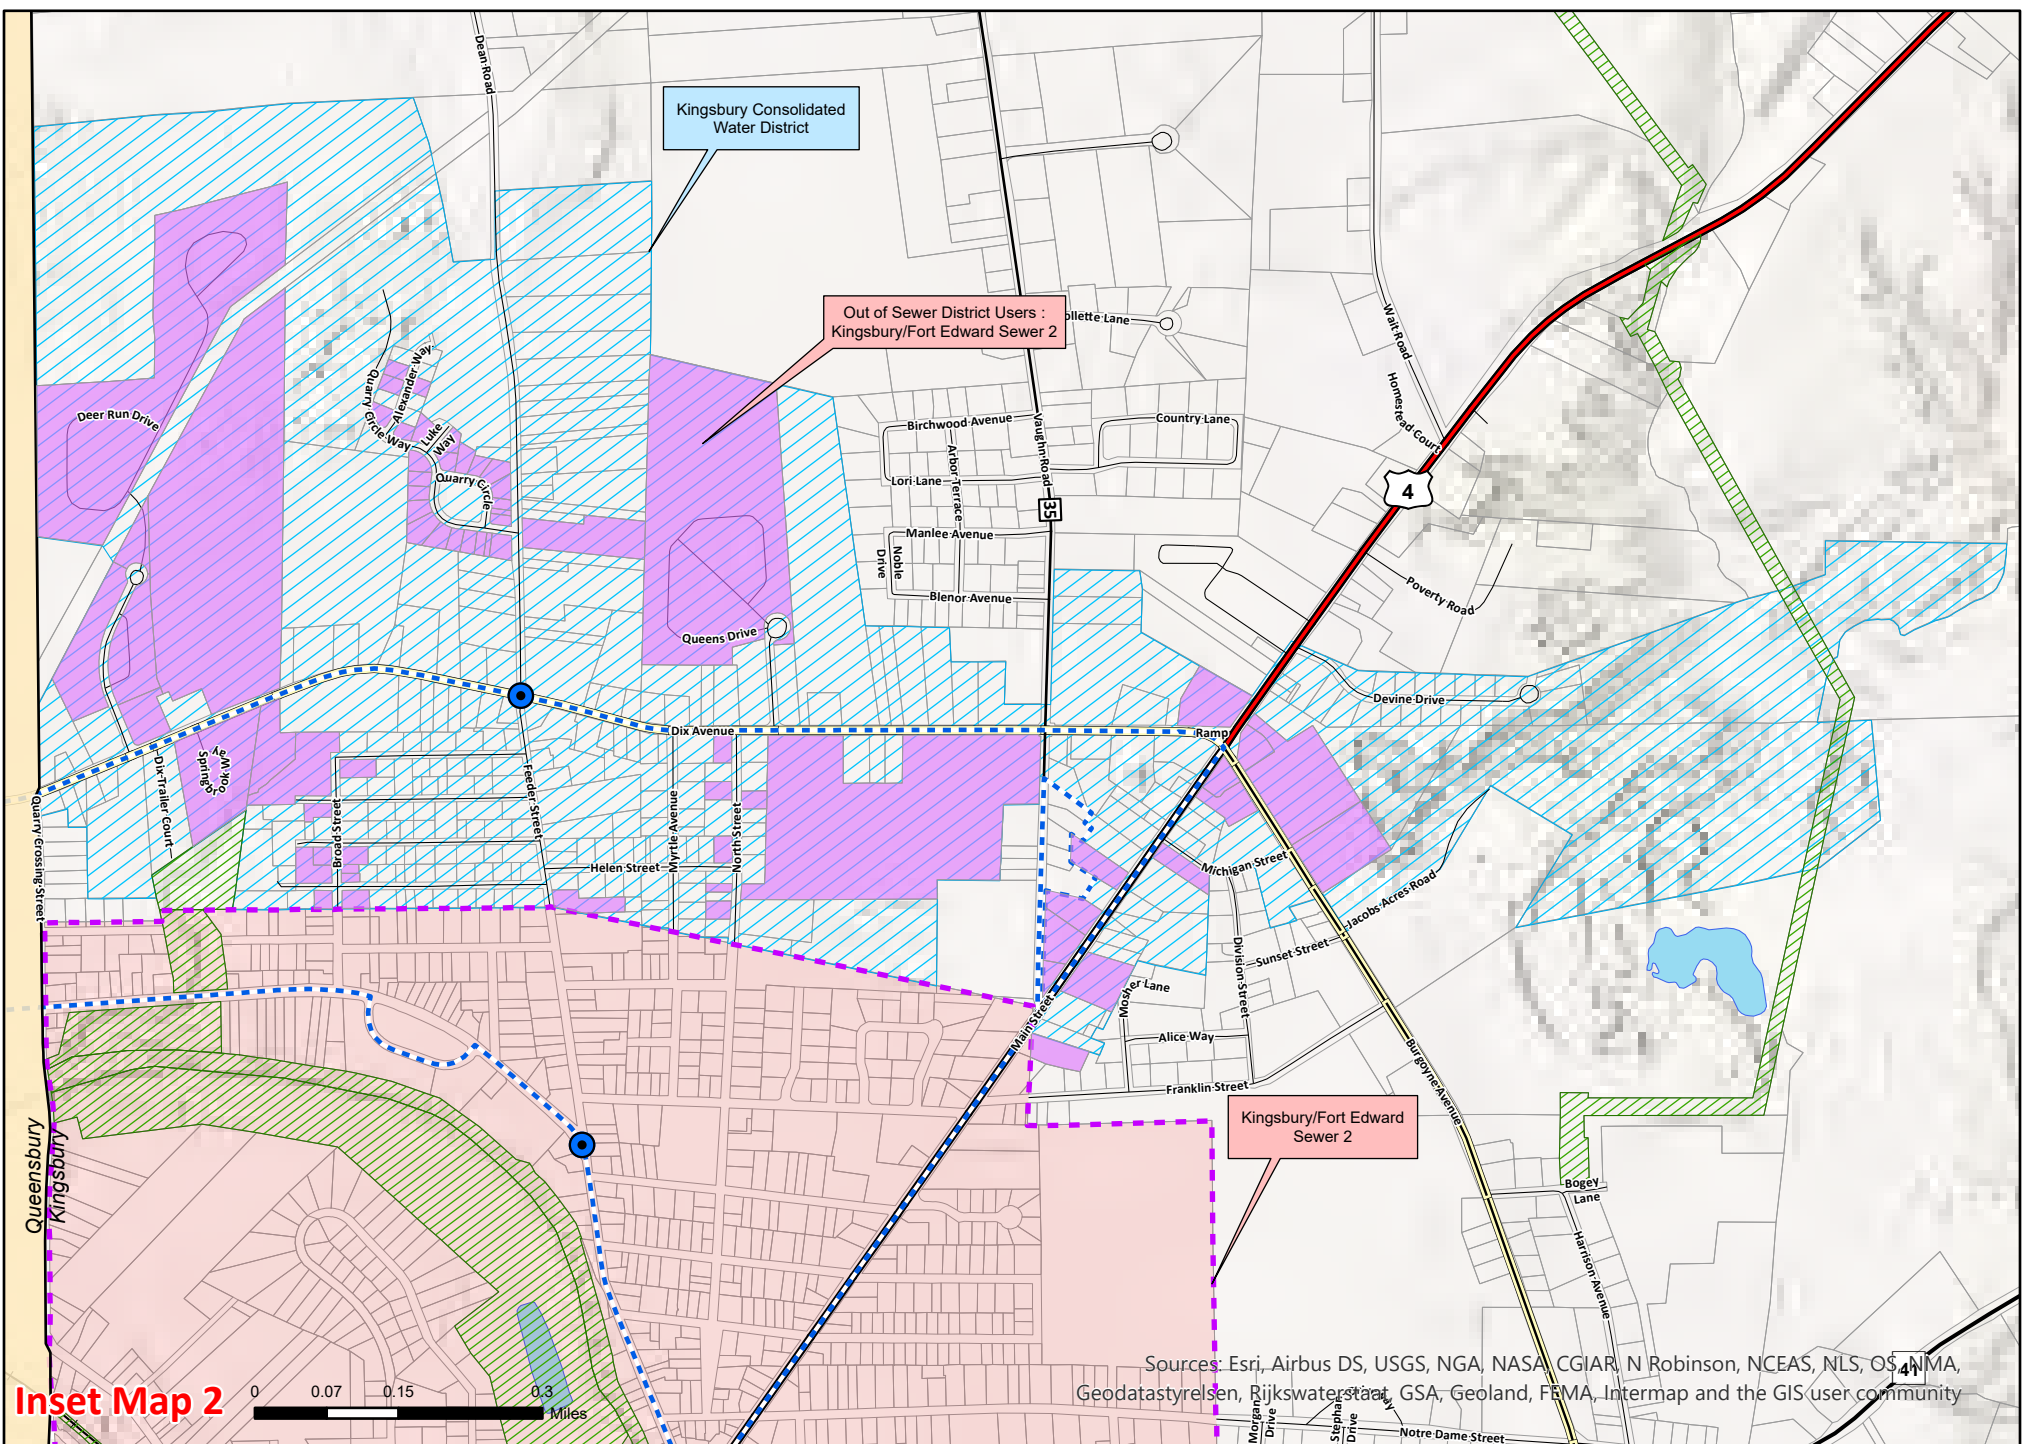 Dean Road
Kingsbury Consolidated
Water District
Out of Sewer District Users :
Kingsbury/Fort Edward Sewer 2
ollette Lane
Wait Road
Homestead Court
4
Alexander Way
Quarry Circle Way
Luke
Way
Quarry Circle
Deer Run Drive
Birchwood Avenue
Vaughn Road
Country Lane
Lori Lane
Arbor Terrace
35
Manlee Avenue
Noble
Drive
Blenor Avenue
Poverty Road
Queens Drive
Devine Drive
Dix Avenue
Ramp
Springbrook Way
Dix Trailer Court
Quarry Crossing Street
Broad Street
Feeder Street
Myrtle Avenue
North Street
Helen Street
Michigan Street
Jacobs Acres Road
Sunset Street
Division Street
Mosher Lane
Main Street
Alice Way
Franklin Street
Burgoyne Avenue
Kingsbury/Fort Edward
Sewer 2
Queensbury
Kingsbury
Bogey
Lane
Harrison Avenue
41
Sources: Esri, Airbus DS, USGS, NGA, NASA, CGIAR, N Robinson, NCEAS, NLS, OS, NMA,
Geodatastyrelsen, Rijkswaterstaat, GSA, Geoland, FEMA, Intermap and the GIS user community
Inset Map 2
0 0.07 0.15 0.3
Miles
Morgan
Drive
Drive
Notre Dame Street